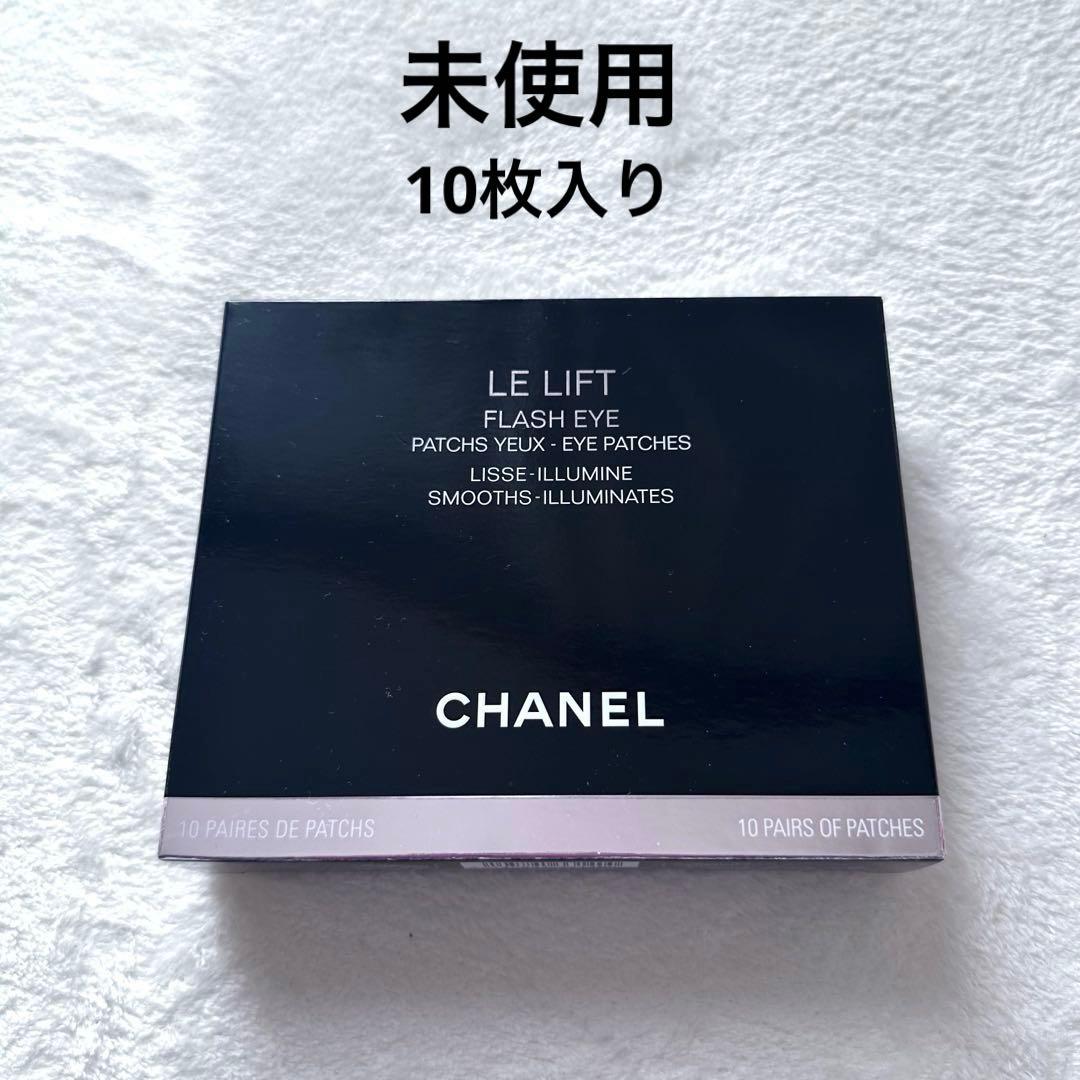 未使用
10枚入り
LE LIFT
FLASH EYE
PATCHS YEUX - EYE PATCHES
LISSE-ILLUMINE
SMOOTHS-ILLUMINATES
CHANEL
10 PAIRES DE PATCHS
10 PAIRS OF PATCHES